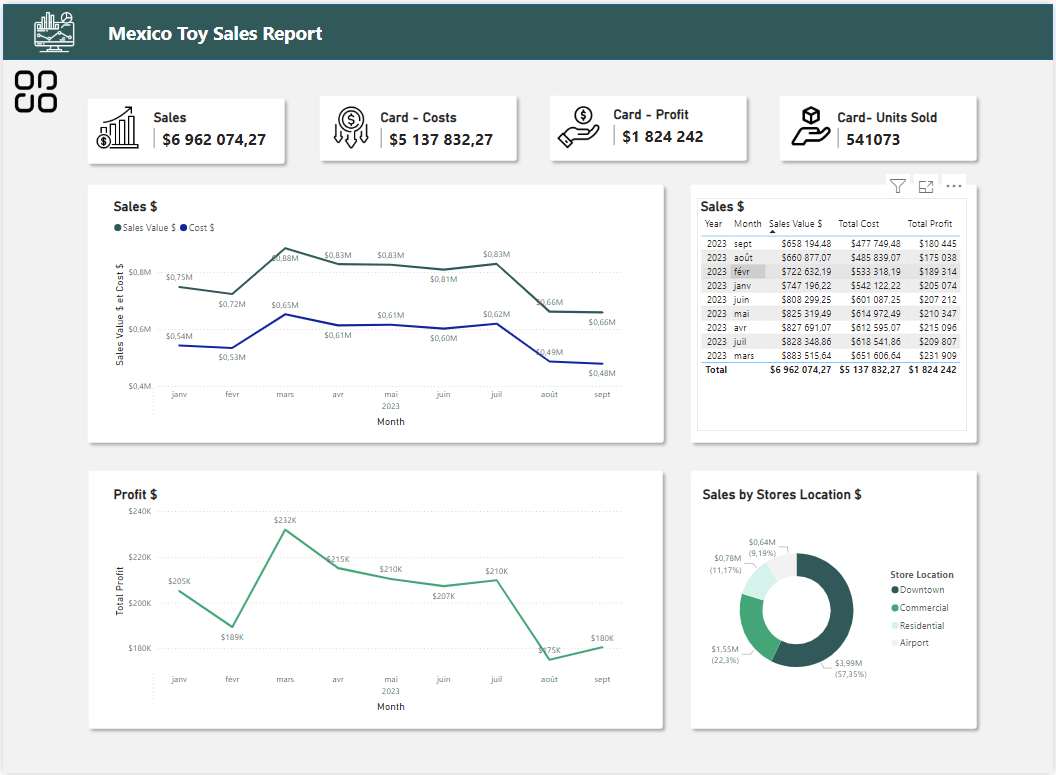 Mexico Toy Sales Report
Sales
$6 962 074,27
Card - Costs
$5 137 832,27
Card - Profit
$1 824 242
Card- Units Sold
541073
Sales $
Sales Value $ Cost $
Sales Value $ et Cost $
$0,8M
$0,6M
$0,4M
$0,75M
$0,72M
$0,88M
$0,83M
$0,83M
$0,81M
$0,83M
$0,66M
$0,66M
$0,54M
$0,53M
$0,65M
$0,61M
$0,61M
$0,60M
$0,62M
$0,49M
$0,48M
janv févr mars avr mai juin juil août sept
2023
Month
Sales $
Year Month Sales Value $ Total Cost Total Profit
2023 sept $658 194,48 $477 749,48 $180 445
2023 août $660 877,07 $485 839,07 $175 038
2023 févr $722 632,19 $533 318,19 $189 314
2023 janv $747 196,22 $542 122,22 $205 074
2023 juin $808 299,25 $601 087,25 $207 212
2023 mai $825 319,49 $614 972,49 $210 347
2023 avr $827 691,07 $612 595,07 $215 096
2023 juil $828 348,86 $618 541,86 $209 807
2023 mars $883 515,64 $651 606,64 $231 909
Total $6 962 074,27 $5 137 832,27 $1 824 242
Profit $
Total Profit
$240K
$220K
$200K
$180K
$205K
$189K
$232K
$215K
$210K
$207K
$210K
$175K
$180K
janv févr mars avr mai juin juil août sept
2023
Month
Sales by Stores Location $
$0,64M
(9,19%)
$0,78M
(11,17%)
$1,55M
(22,3%)
$3,99M
(57,35%)
Store Location
Downtown
Commercial
Residential
Airport